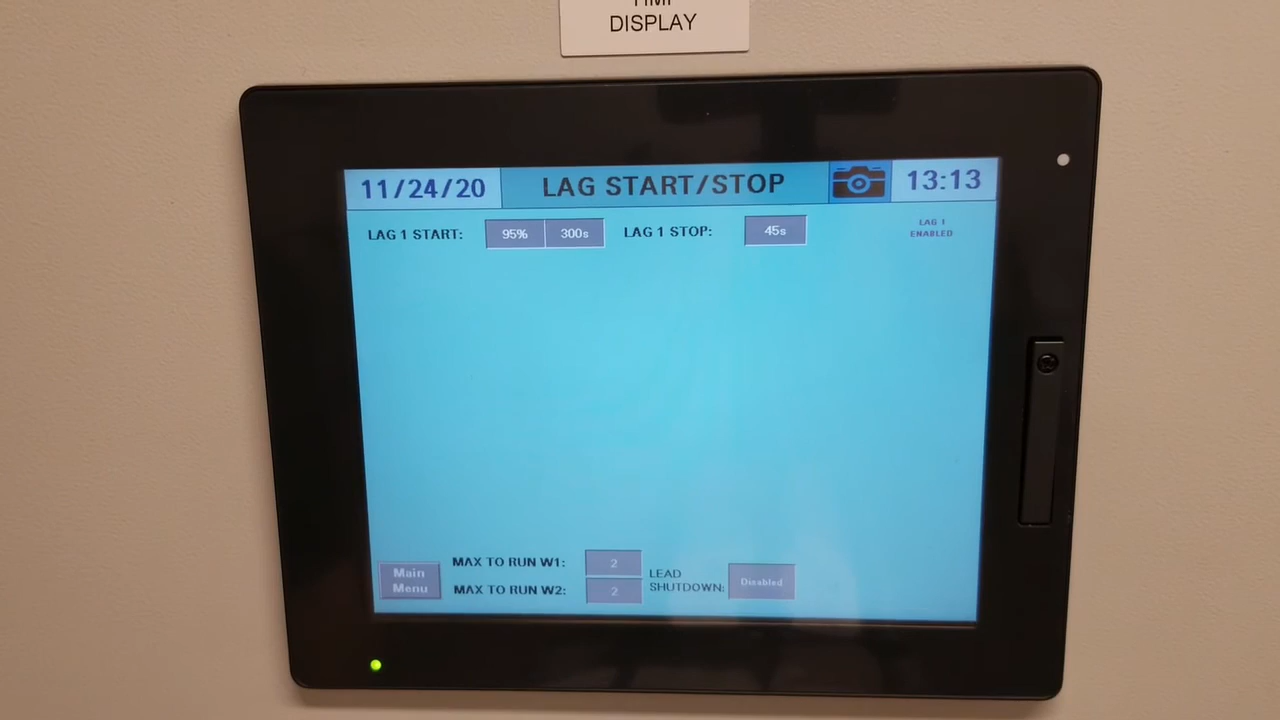 HMI
DISPLAY
11/24/20 LAG START/STOP 13:13
LAG 1 START: 95% 300s LAG 1 STOP: 45s LAG 1
ENABLED
Main
Menu
MAX TO RUN W1: 2
MAX TO RUN W2: 2
LEAD
SHUTDOWN: Disabled